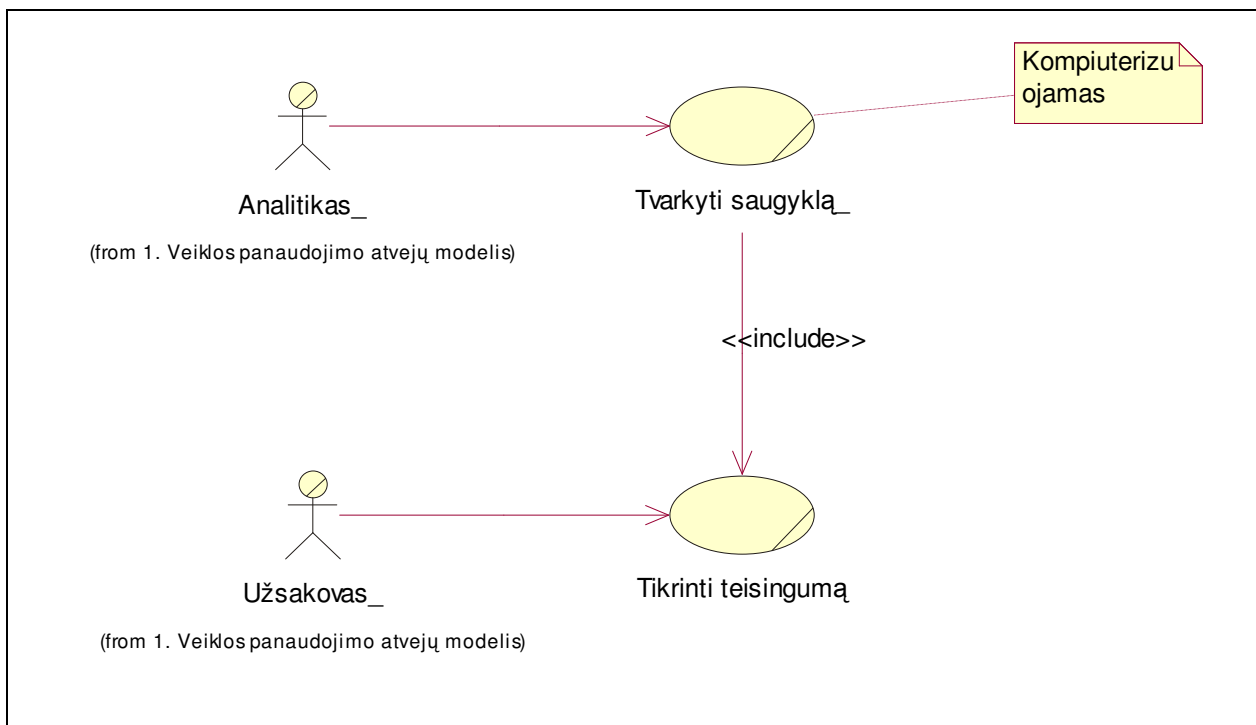 Kompiuterizu
ojamas
Analitikas_
Tvarkyti saugyklą_
(from 1. Veiklos panaudojimo atvejų modelis)
<<include>>
Užsakovas_
Tikrinti teisingumą
(from 1. Veiklos panaudojimo atvejų modelis)